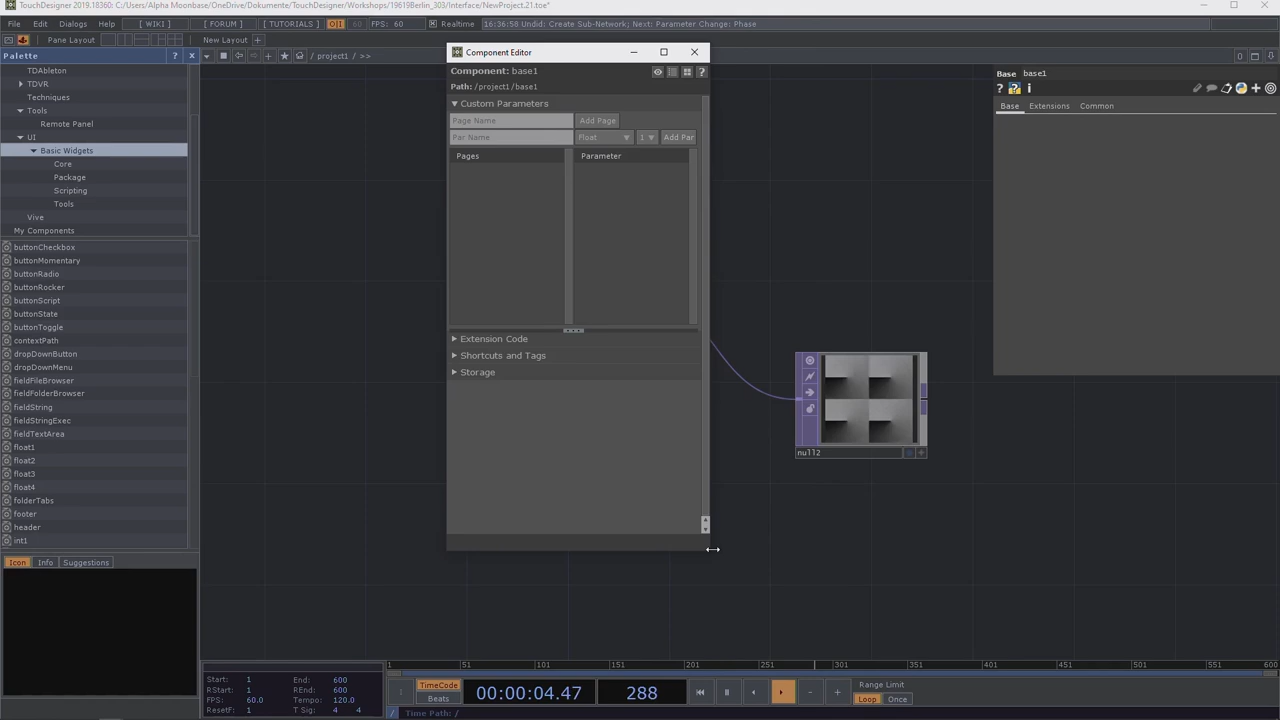 TouchDesigner 2019.18360: C:/Users/Alpha Moonbase/OneDrive/Dokumente/TouchDesigner/Workshops/19619Berlin_303/Interface/NewProject.21.toe*
File Edit Dialogs Help [ WIKI ] [ FORUM ] [ TUTORIALS ] O|I 60 FPS: 60 Realtime 16:36:58 Undid: Create Sub-Network; Next: Parameter Change: Phase
Pane Layout New Layout +
Palette ? x
/ project1 / >>
TDAbleton
TDVR
Techniques
Tools
Remote Panel
UI
Basic Widgets
Core
Package
Scripting
Tools
Vive
My Components
buttonCheckbox
buttonMomentary
buttonRadio
buttonRocker
buttonScript
buttonState
buttonToggle
contextPath
dropDownButton
dropDownMenu
fieldFileBrowser
fieldFolderBrowser
fieldString
fieldStringExec
fieldTextArea
float1
float2
float3
float4
folderTabs
footer
header
int1
Icon Info Suggestions
Component Editor
Component: base1
Path: /project1/base1
Custom Parameters
Page Name Add Page
Par Name Float 1 Add Par
Pages Parameter
Extension Code
Shortcuts and Tags
Storage
null2
Base base1
? i
Base Extensions Common
1 51 101 151 201 251 301 351 401 451 501 551 600
Start: 1 End: 600
RStart: 1 REnd: 600
FPS: 60.0 Tempo: 120.0
ResetF: 1 T Sig: 4 4
TimeCode
Beats
00:00:04.47
288
Range Limit
Loop Once
/ Time Path: /